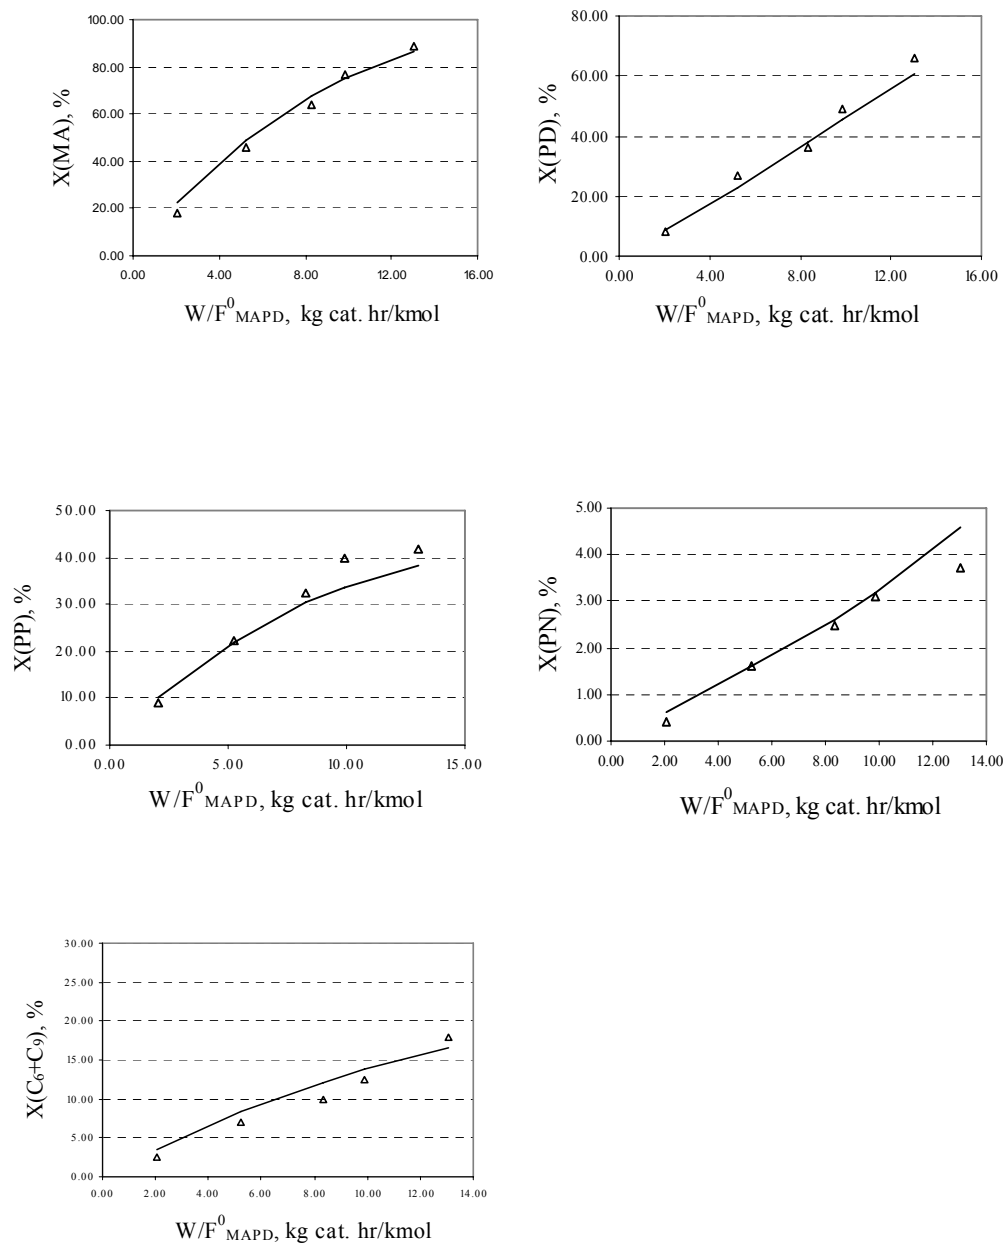 X(MA), %
100.00
80.00
60.00
40.00
20.00
0.00
0.00 4.00 8.00 12.00 16.00
W/F⁰MAPD, kg cat. hr/kmol
X(PD), %
80.00
60.00
40.00
20.00
0.00
0.00 4.00 8.00 12.00 16.00
W/F⁰MAPD, kg cat. hr/kmol
X(PP), %
50.00
40.00
30.00
20.00
10.00
0.00
0.00 5.00 10.00 15.00
W/F⁰MAPD, kg cat. hr/kmol
X(PN), %
5.00
4.00
3.00
2.00
1.00
0.00
0.00 2.00 4.00 6.00 8.00 10.00 12.00 14.00
W/F⁰MAPD, kg cat. hr/kmol
X(C₆+C₉), %
30.00
25.00
20.00
15.00
10.00
5.00
0.00
0.00 2.00 4.00 6.00 8.00 10.00 12.00 14.00
W/F⁰MAPD, kg cat. hr/kmol